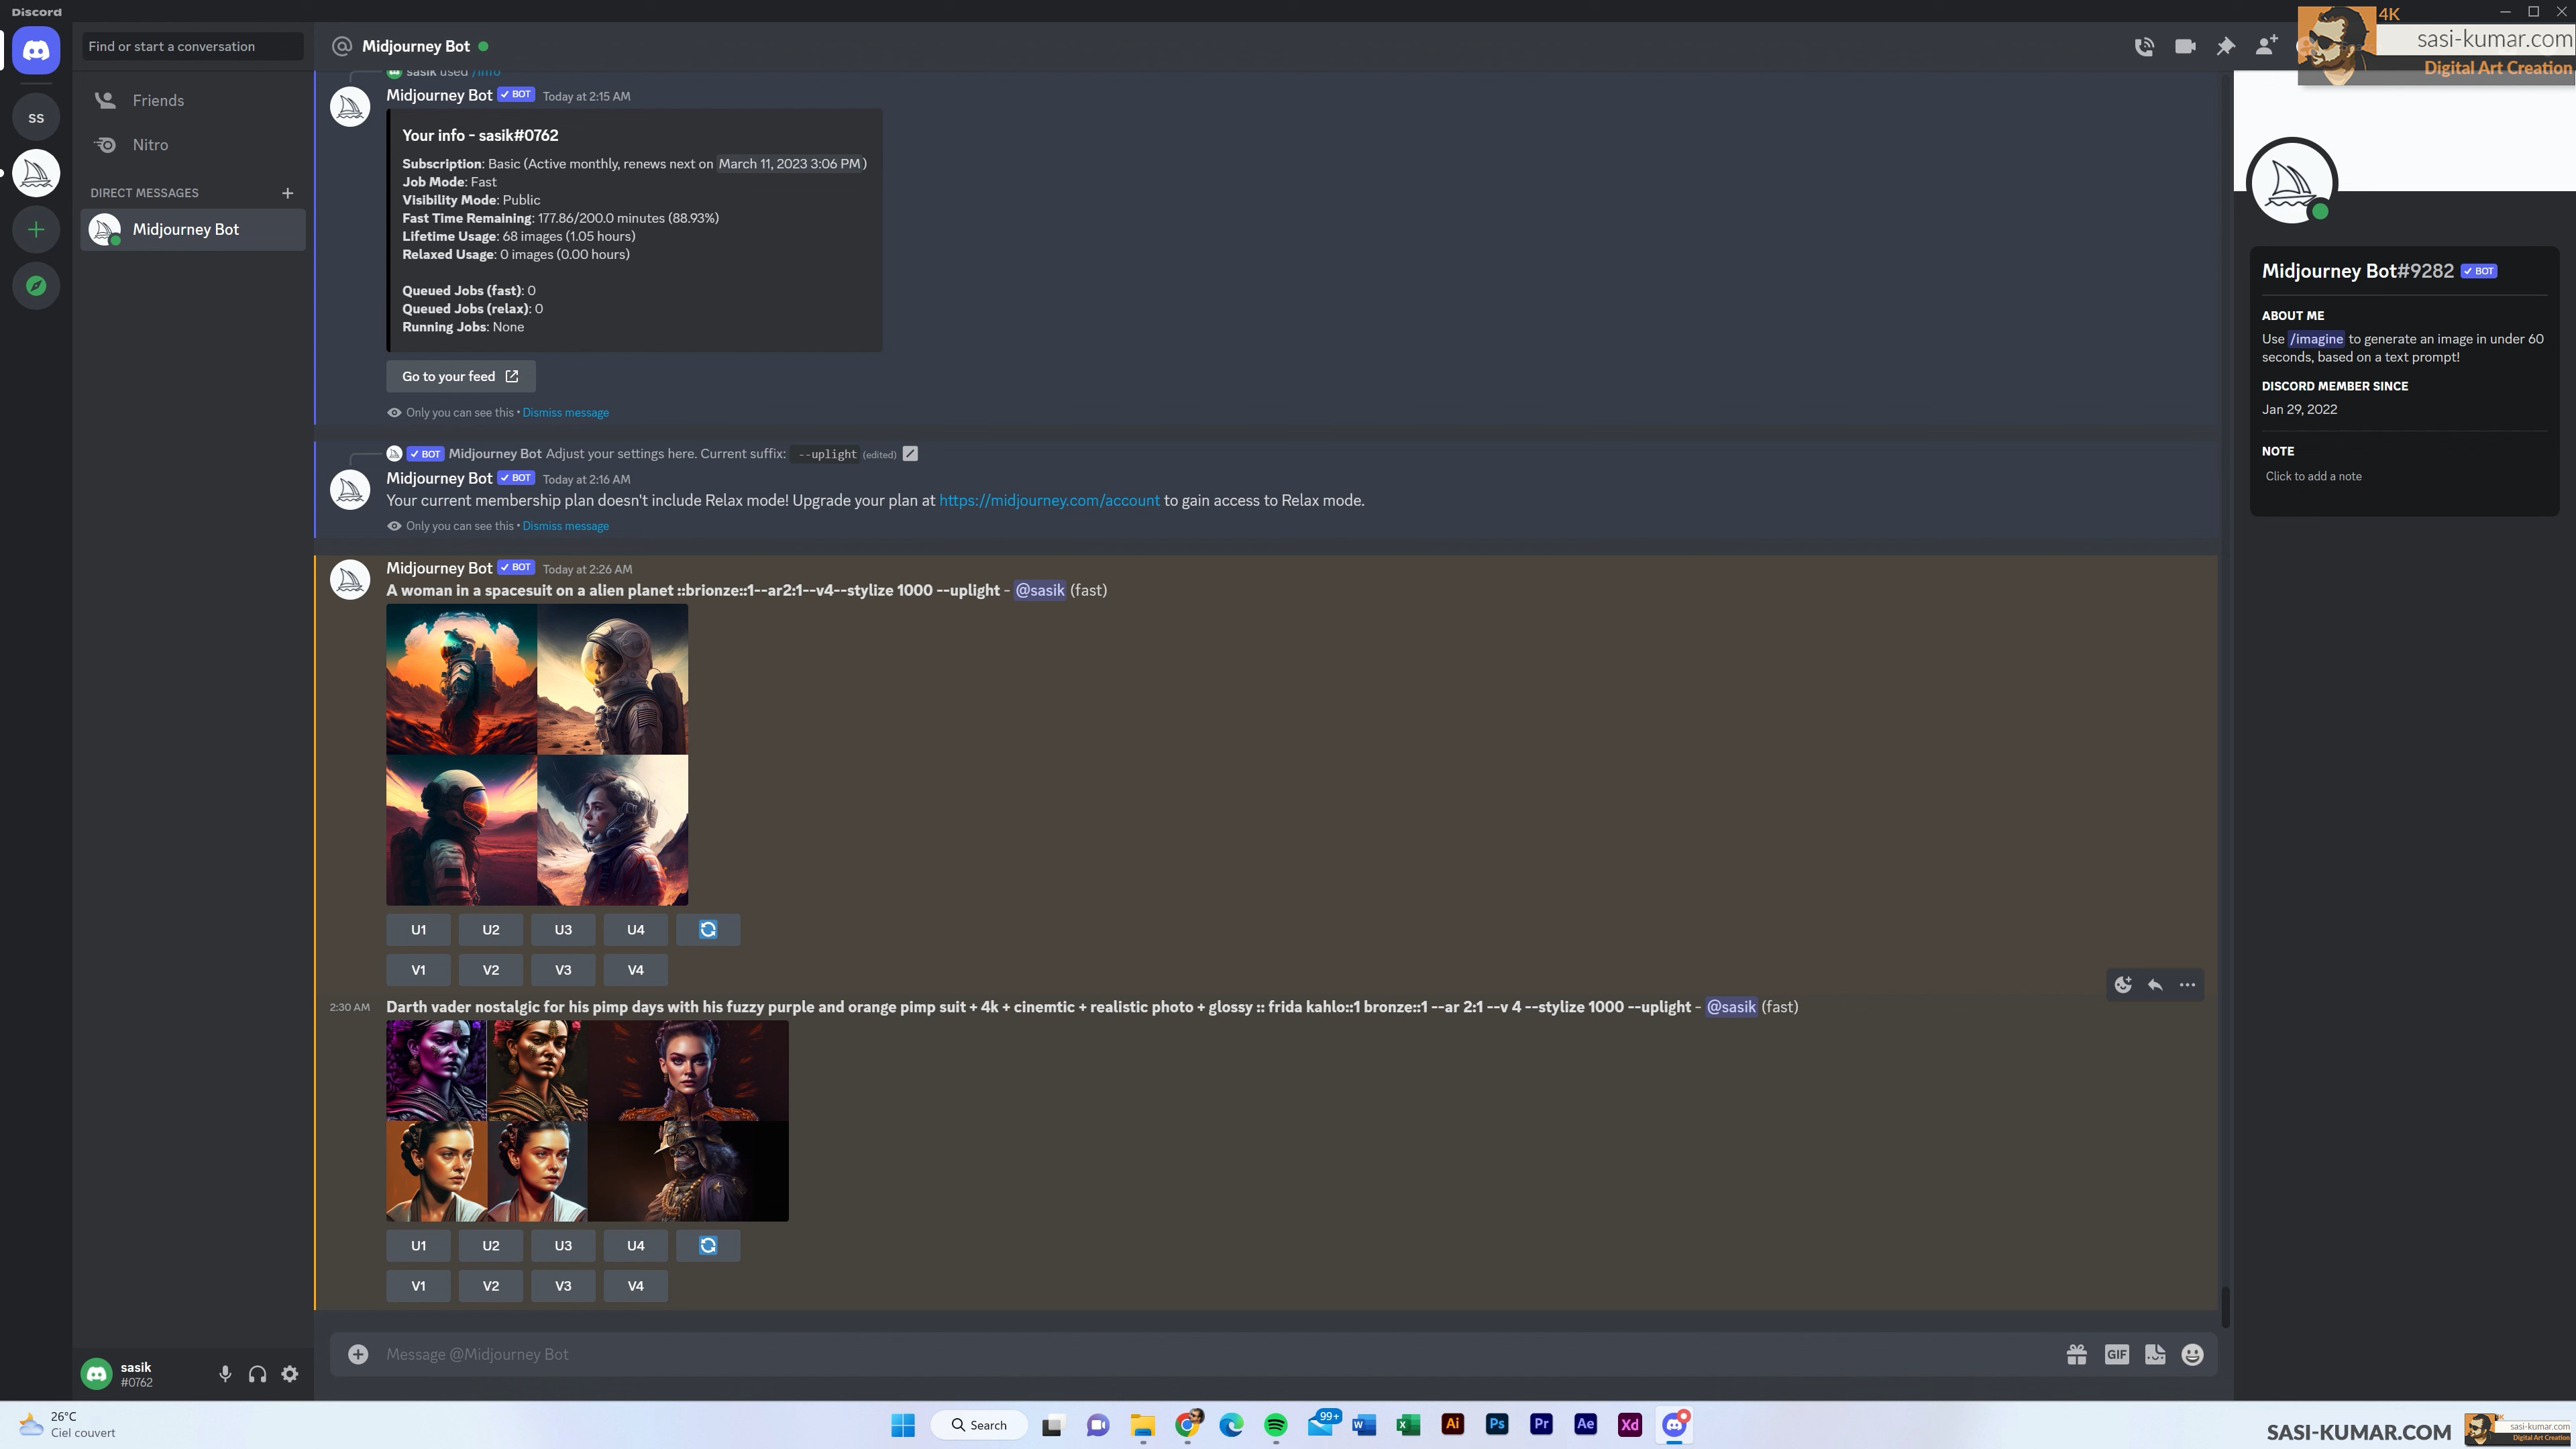 Discord
4K
sasi-kumar.com
Digital Art Creation
Find or start a conversation
Midjourney Bot
Friends
Nitro
SS
DIRECT MESSAGES
Midjourney Bot
sasik used /info
Midjourney Bot BOT Today at 2:15 AM
Your info - sasik#0762
Subscription: Basic (Active monthly, renews next on March 11, 2023 3:06 PM)
Job Mode: Fast
Visibility Mode: Public
Fast Time Remaining: 177.86/200.0 minutes (88.93%)
Lifetime Usage: 68 images (1.05 hours)
Relaxed Usage: 0 images (0.00 hours)
Queued Jobs (fast): 0
Queued Jobs (relax): 0
Running Jobs: None
Go to your feed
Only you can see this • Dismiss message
BOT Midjourney Bot Adjust your settings here. Current suffix: --uplight (edited)
Midjourney Bot BOT Today at 2:16 AM
Your current membership plan doesn't include Relax mode! Upgrade your plan at https://midjourney.com/account to gain access to Relax mode.
Only you can see this • Dismiss message
Midjourney Bot BOT Today at 2:26 AM
A woman in a spacesuit on a alien planet ::brionze::1--ar2:1--v4--stylize 1000 --uplight - @sasik (fast)
U1 U2 U3 U4
V1 V2 V3 V4
2:30 AM Darth vader nostalgic for his pimp days with his fuzzy purple and orange pimp suit + 4k + cinemtic + realistic photo + glossy :: frida kahlo::1 bronze::1 --ar 2:1 --v 4 --stylize 1000 --uplight - @sasik (fast)
U1 U2 U3 U4
V1 V2 V3 V4
Message @Midjourney Bot
GIF
Midjourney Bot#9282 BOT
ABOUT ME
Use /imagine to generate an image in under 60
seconds, based on a text prompt!
DISCORD MEMBER SINCE
Jan 29, 2022
NOTE
Click to add a note
sasik
#0762
26°C
Ciel couvert
Search
99+
W
X
Ai
Ps
Pr
Ae
Xd
SASI-KUMAR.COM
sasi-kumar.com
Digital Art Creation